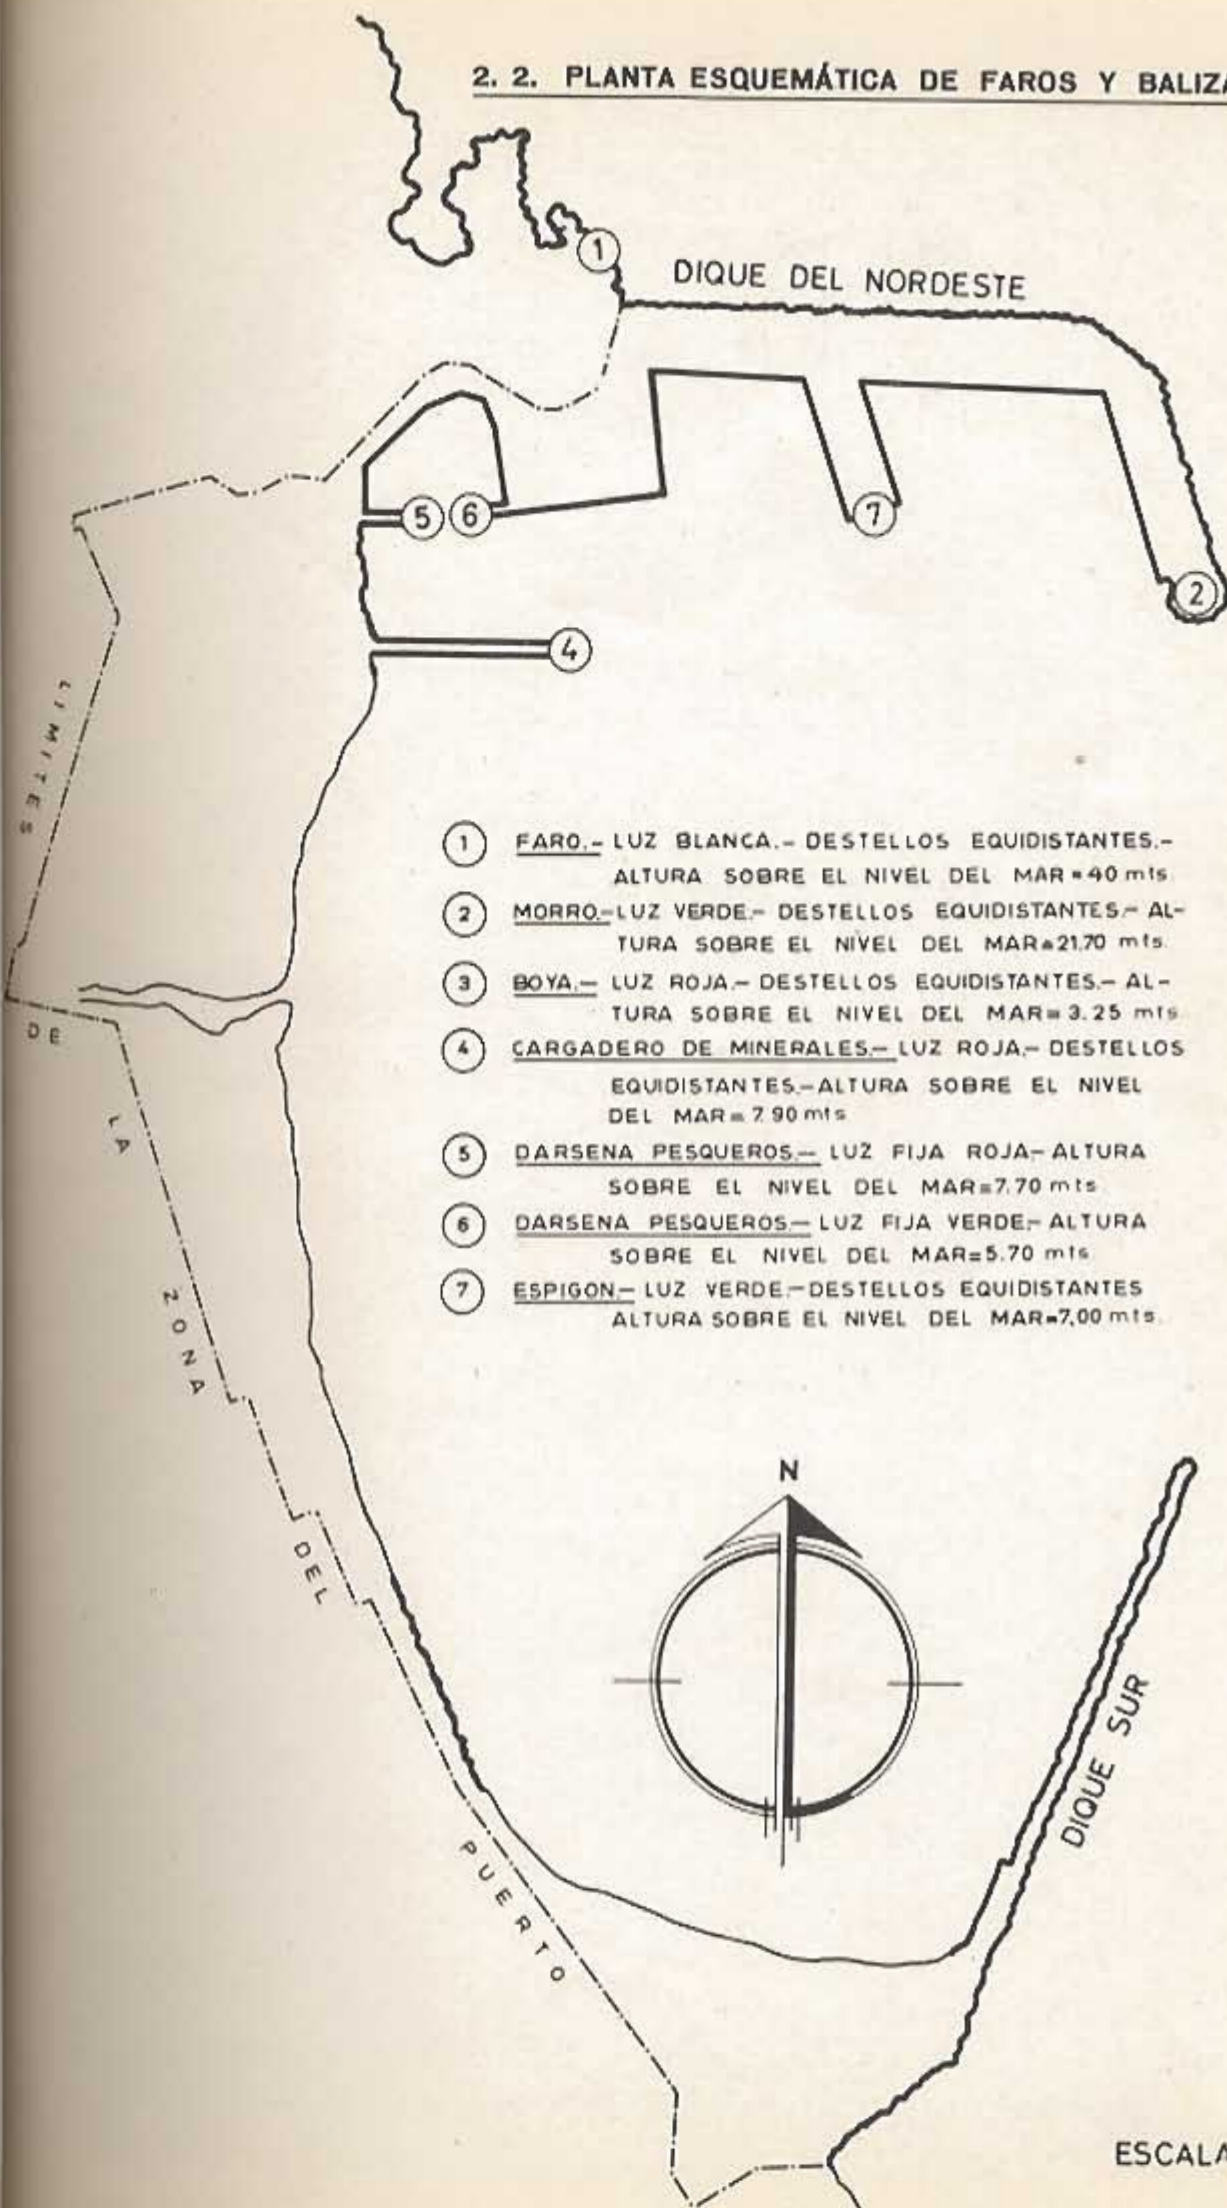 2. 2. PLANTA ESQUEMÁTICA DE FAROS Y BALIZA
1
DIQUE DEL NORDESTE
5 6
7
2
4
LIMITES
DE
LA
ZONA
DEL
PUERTO
1 FARO.- LUZ BLANCA.- DESTELLOS EQUIDISTANTES.-
ALTURA SOBRE EL NIVEL DEL MAR=40 mts.
2 MORRO.-LUZ VERDE.- DESTELLOS EQUIDISTANTES.- AL-
TURA SOBRE EL NIVEL DEL MAR=21.70 mts.
3 BOYA.- LUZ ROJA.- DESTELLOS EQUIDISTANTES.- AL-
TURA SOBRE EL NIVEL DEL MAR=3.25 mts
4 CARGADERO DE MINERALES.- LUZ ROJA.- DESTELLOS
EQUIDISTANTES.-ALTURA SOBRE EL NIVEL
DEL MAR=7.90 mts
5 DARSENA PESQUEROS.- LUZ FIJA ROJA-ALTURA
SOBRE EL NIVEL DEL MAR=7.70 mts
6 DARSENA PESQUEROS.- LUZ FIJA VERDE.-ALTURA
SOBRE EL NIVEL DEL MAR=5.70 mts
7 ESPIGON.- LUZ VERDE.-DESTELLOS EQUIDISTANTES
ALTURA SOBRE EL NIVEL DEL MAR=7,00 mts.
N
DIQUE SUR
ESCALA